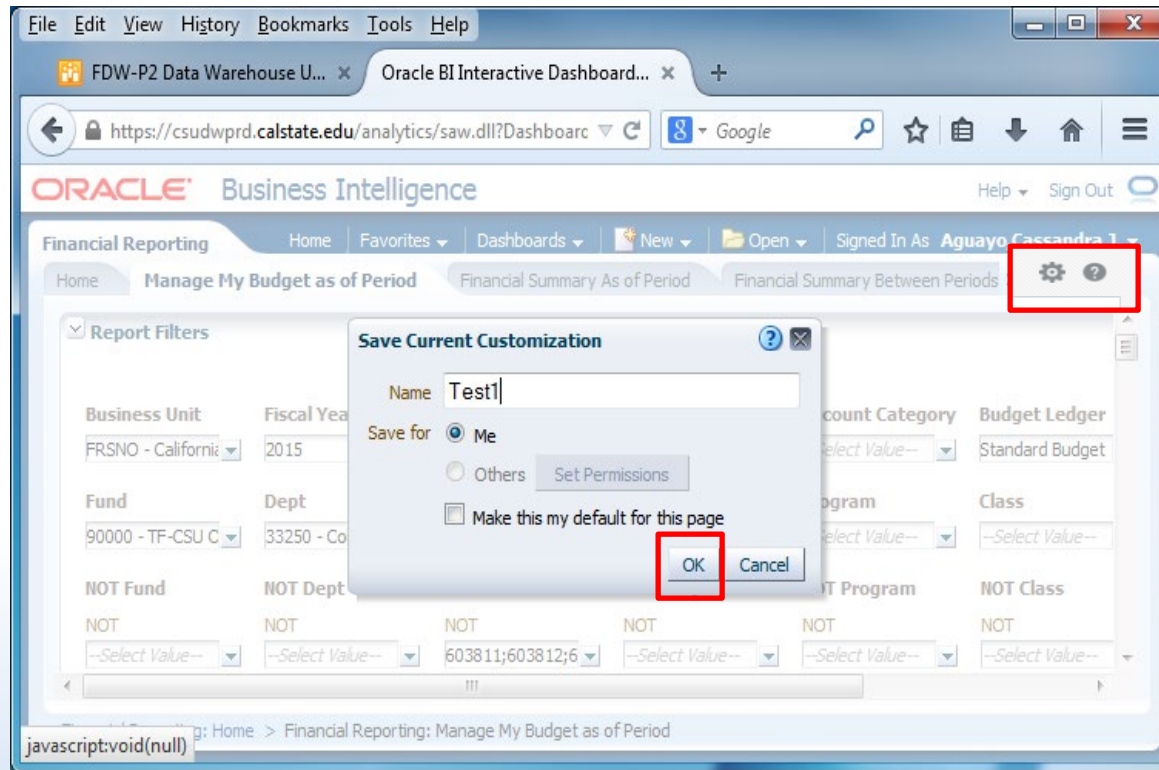 File Edit View History Bookmarks Tools Help
FDW-P2 Data Warehouse U... Oracle BI Interactive Dashboard...
https://csudwprd.calstate.edu/analytics/saw.dll?Dashboarc Google
ORACLE Business Intelligence Help Sign Out
Financial Reporting Home Favorites Dashboards New Open Signed In As Aguayo Cassandra J
Home Manage My Budget as of Period Financial Summary As of Period Financial Summary Between Periods
Report Filters
Save Current Customization
Name Test1
Save for Me
Others Set Permissions
Make this my default for this page
OK Cancel
Business Unit Fiscal Yea count Category Budget Ledger
FRSNO - California 2015 elect Value-- Standard Budget
Fund Dept ogram Class
90000 - TF-CSU 33250 - Co elect Value-- --Select Value--
NOT Fund NOT Dept OT Program NOT Class
NOT NOT NOT NOT NOT NOT
--Select Value-- --Select Value-- 603811;603812;6 --Select Value-- --Select Value-- --Select Value--
g: Home > Financial Reporting: Manage My Budget as of Period
javascript:void(null)